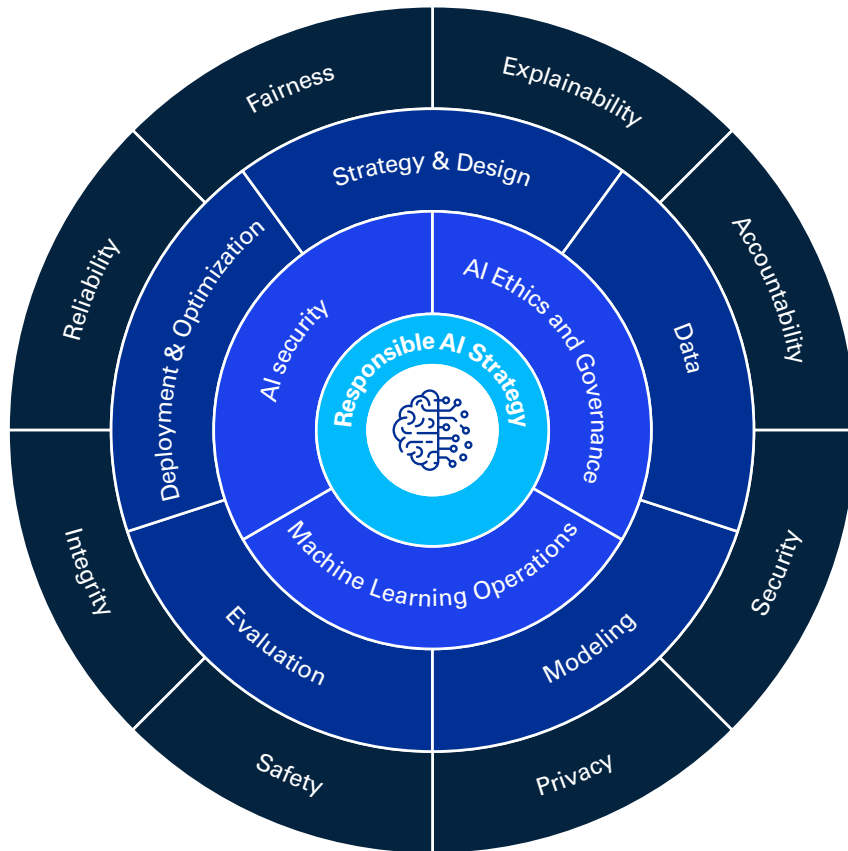 Fairness
Explainability
Accountability
Security
Privacy
Safety
Integrity
Reliability
Strategy & Design
Data
Modeling
Evaluation
Deployment & Optimization
AI security
AI Ethics and Governance
Machine Learning Operations
Responsible AI Strategy